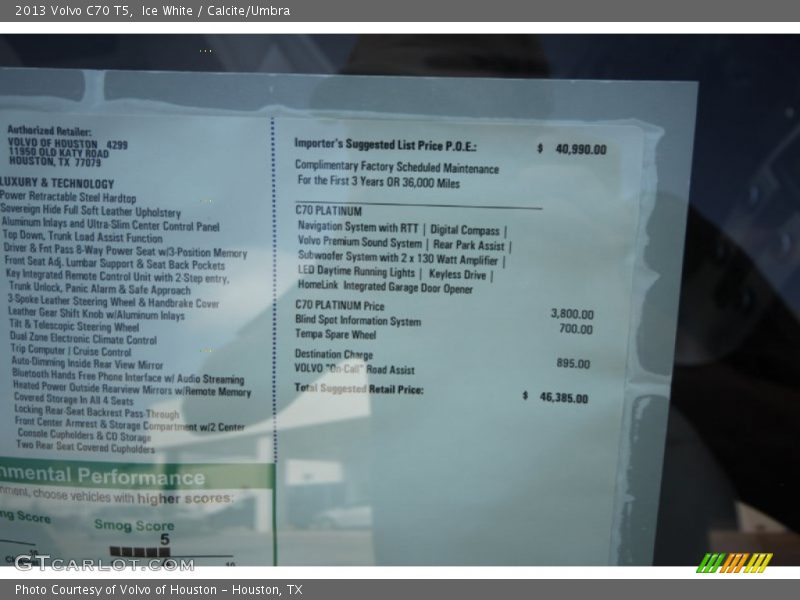 2013 Volvo C70 T5,  Ice White / Calcite/Umbra
Authorized Retailer:
VOLVO OF HOUSTON   4299
11950 OLD KATY ROAD
HOUSTON, TX  77079
LUXURY & TECHNOLOGY
Power Retractable Steel Hardtop
Sovereign Hide Full Soft Leather Upholstery
Aluminum Inlays and Ultra-Slim Center Control Panel
Top Down, Trunk Load Assist Function
Driver & Fnt Pass 8-Way Power Seat w/3-Position Memory
Front Seat Adj. Lumbar Support & Seat Back Pockets
Key Integrated Remote Control Unit with 2-Step entry,
Trunk Unlock, Panic Alarm & Safe Approach
3-Spoke Leather Steering Wheel & Handbrake Cover
Leather Gear Shift Knob w/Aluminum Inlays
Tilt & Telescopic Steering Wheel
Dual Zone Electronic Climate Control
Trip Computer | Cruise Control
Auto-Dimming Inside Rear View Mirror
Bluetooth Hands Free Phone Interface w/ Audio Streaming
Heated Power Outside Rearview Mirrors w/Remote Memory
Covered Storage In All 4 Seats
Locking Rear-Seat Backrest Pass Through
Front Center Armrest & Storage Compartment w/2 Center
Console Cupholders & CD Storage
Two Rear Seat Covered Cupholders
nmental Performance
nment, choose vehicles with higher scores:
ng Score
Smog Score
5
10
Importer's Suggested List Price P.O.E.:   $ 40,990.00
Complimentary Factory Scheduled Maintenance
For the First 3 Years OR 36,000 Miles
C70 PLATINUM
Navigation System with RTT | Digital Compass |
Volvo Premium Sound System | Rear Park Assist |
Subwoofer System with 2 x 130 Watt Amplifier |
LED Daytime Running Lights | Keyless Drive |
HomeLink Integrated Garage Door Opener
C70 PLATINUM Price   3,800.00
Blind Spot Information System   700.00
Tempa Spare Wheel
Destination Charge   895.00
VOLVO "On-Call" Road Assist
Total Suggested Retail Price:   $ 46,385.00
GTcarlot.com
Photo Courtesy of Volvo of Houston - Houston, TX